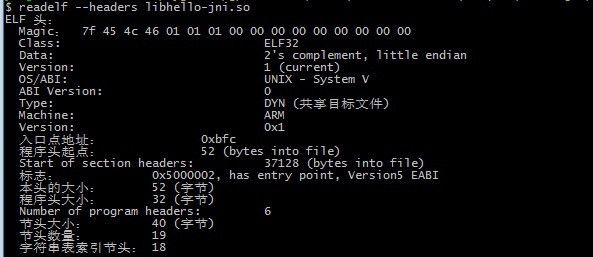 $ readelf --headers libhello-jni.so
ELF 头：
Magic： 7f 45 4c 46 01 01 01 00 00 00 00 00 00 00 00 00
Class: ELF32
Data: 2's complement, little endian
Version: 1 (current)
OS/ABI: UNIX - System V
ABI Version: 0
Type: DYN (共享目标文件)
Machine: ARM
Version: 0x1
入口点地址： 0xbfc
程序头起点： 52 (bytes into file)
Start of section headers: 37128 (bytes into file)
标志： 0x5000002, has entry point, Version5 EABI
本头的大小： 52 (字节)
程序头大小： 32 (字节)
Number of program headers: 6
节头大小： 40 (字节)
节头数量： 19
字符串表索引节头： 18